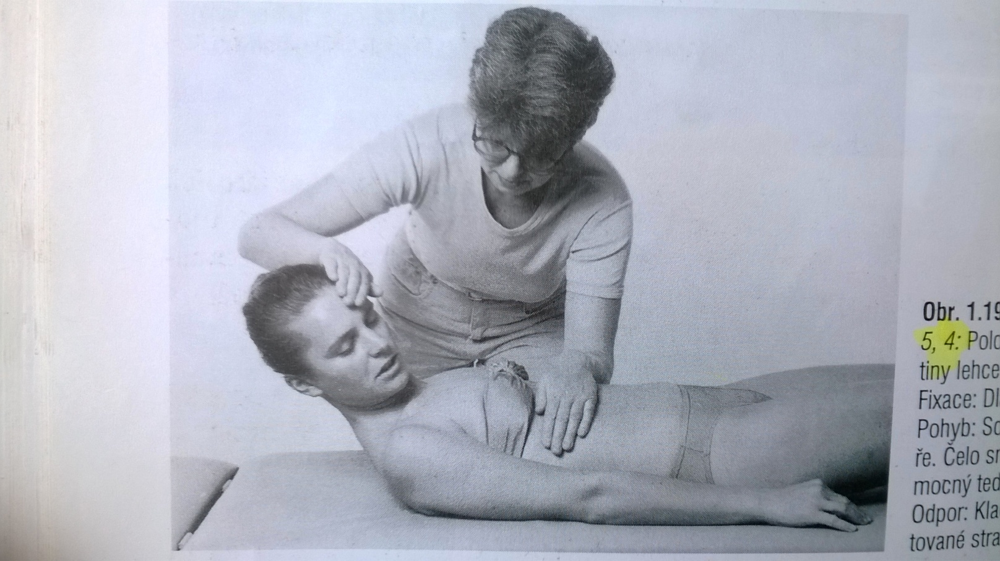 Obr. 1.19
5, 4: Polo
tiny lehce
Fixace: Dl
Pohyb: So
ře. Čelo sm
mocný ted
Odpor: Kla
tované stra